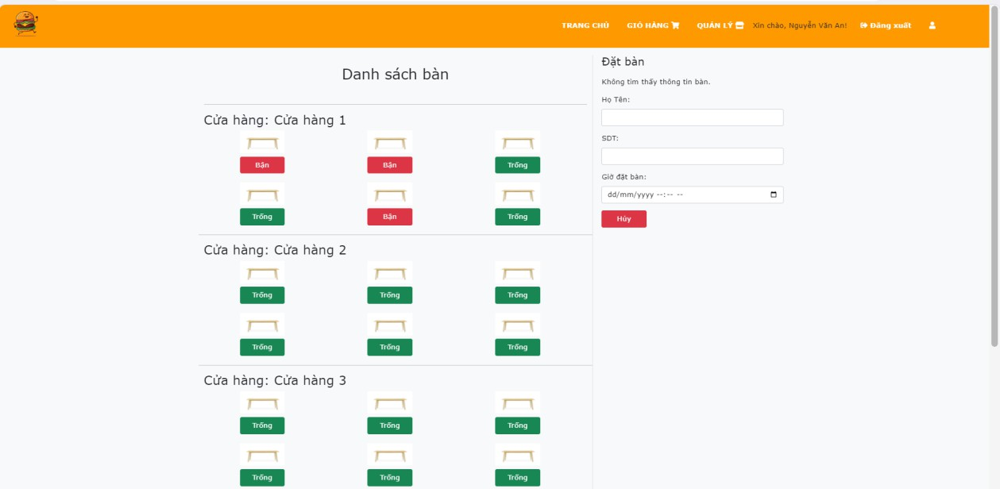 TRANG CHỦ GIỎ HÀNG QUẢN LÝ Xin chào, Nguyễn Văn An! Đăng xuất
Danh sách bàn
Cửa hàng: Cửa hàng 1
Bận Bận Trống
Trống Bận Trống
Cửa hàng: Cửa hàng 2
Trống Trống Trống
Trống Trống Trống
Cửa hàng: Cửa hàng 3
Trống Trống Trống
Trống Trống Trống
Đặt bàn
Không tìm thấy thông tin bàn.
Họ Tên:
SDT:
Giờ đặt bàn:
dd/mm/yyyy --:-- --
Hủy